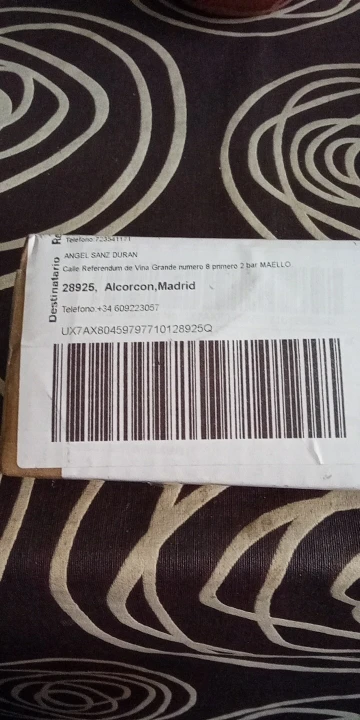 Telefono:
Destinatario
ANGEL SANZ DURAN
Calle Referendum de Vina Grande numero 8 primero 2 bar MAELLO
28925, Alcorcon,Madrid
Telefono:+34 609223057
UX7AX80459797710128925Q